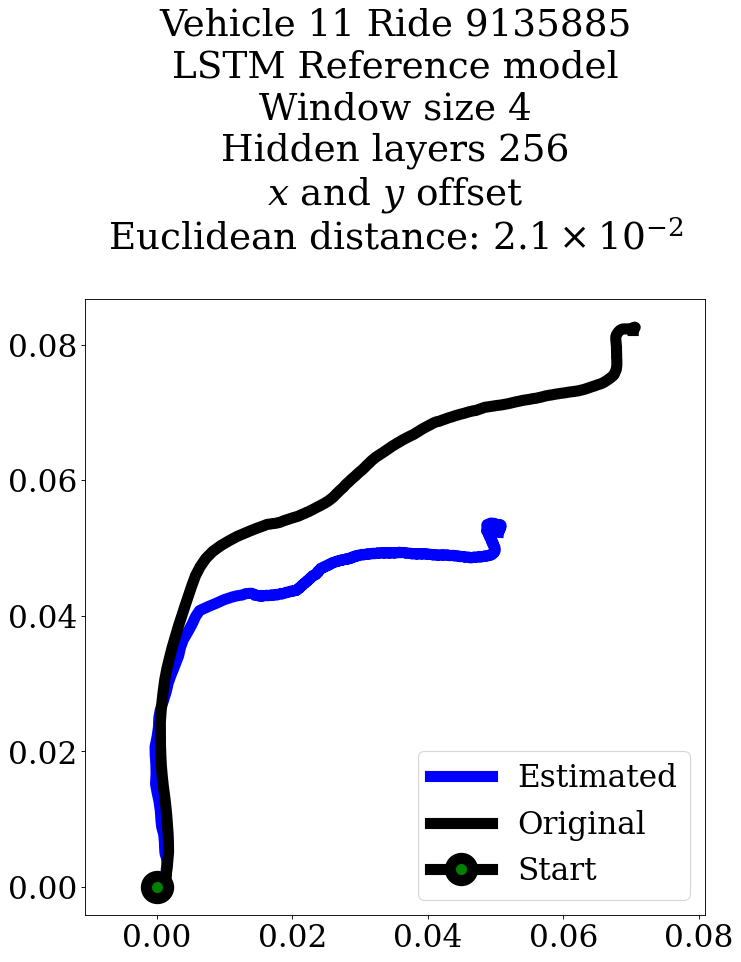 Vehicle 11 Ride 9135885
LSTM Reference model
Window size 4
Hidden layers 256
x and y offset
Euclidean distance: 2.1 × 10⁻²
0.08
0.06
0.04
0.02
0.00
Estimated
Original
Start
0.00 0.02 0.04 0.06 0.08